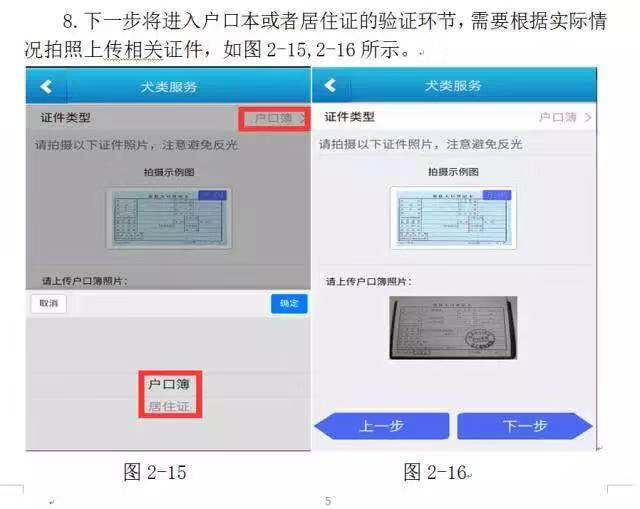 8.下一步将进入户口本或者居住证的验证环节,需要根据实际情
况拍照上传相关证件,如图2-15,2-16所示。
犬类服务
证件类型 户口簿
请拍摄以下证件照片,注意避免反光
拍摄示例图
请上传户口簿照片:
取消 确定
户口簿
居住证
图2-15
犬类服务
证件类型 户口簿
请拍摄以下证件照片,注意避免反光
拍摄示例图
请上传户口簿照片:
上一步 下一步
图2-16
5